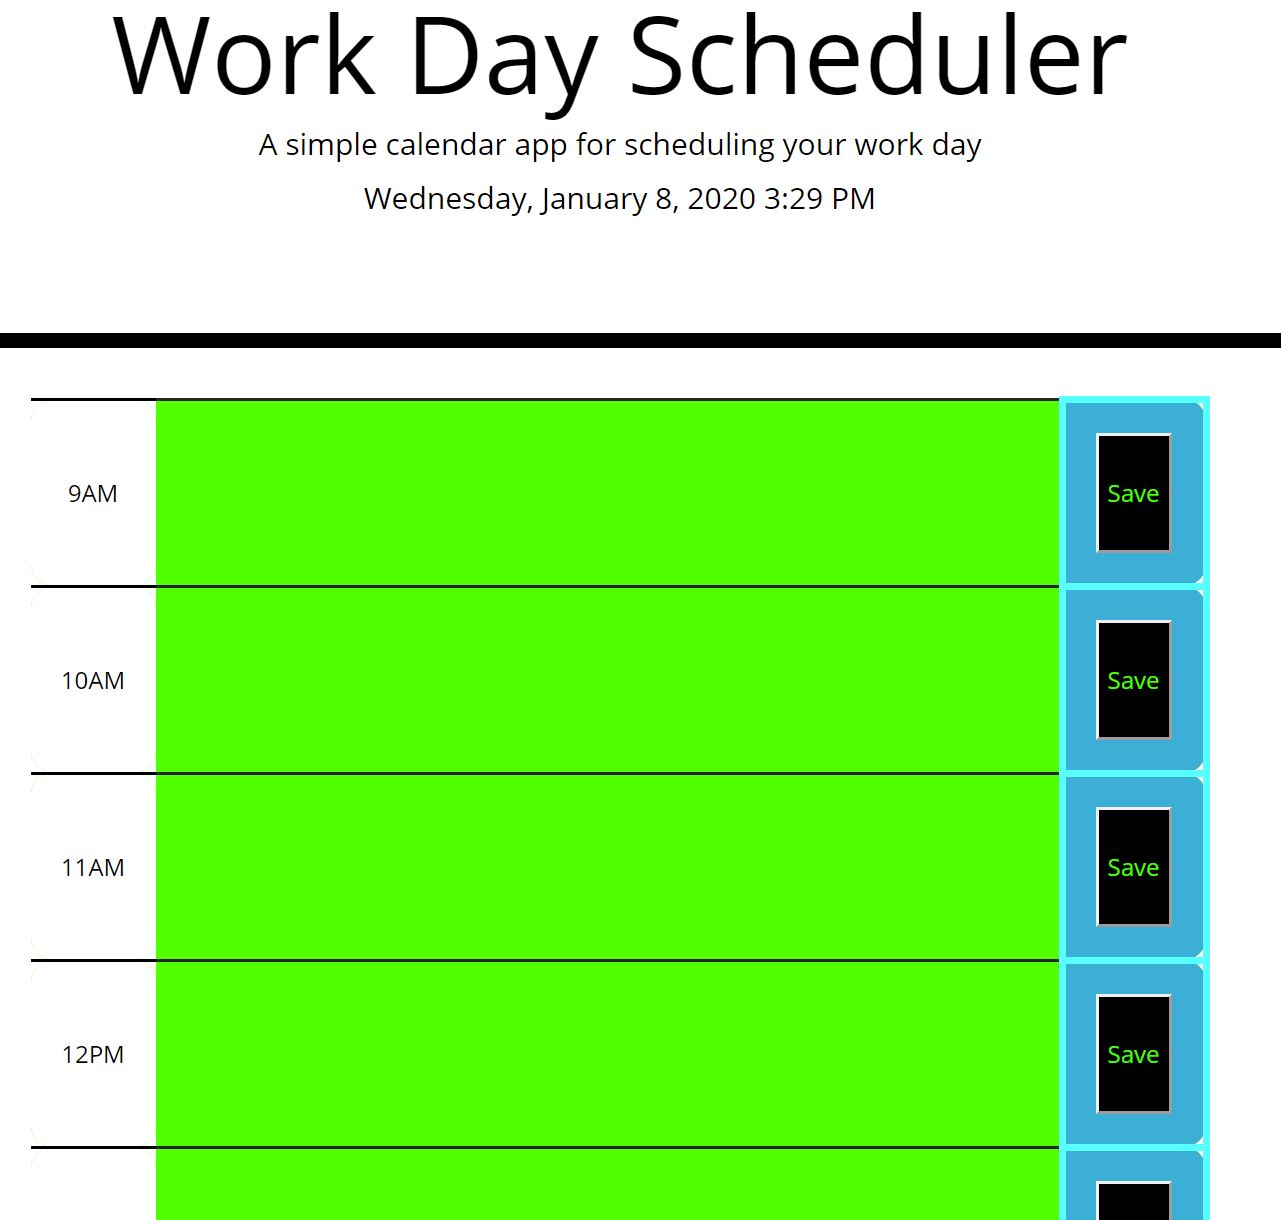 Work Day Scheduler
A simple calendar app for scheduling your work day
Wednesday, January 8, 2020 3:29 PM
9AM
Save
10AM
Save
11AM
Save
12PM
Save